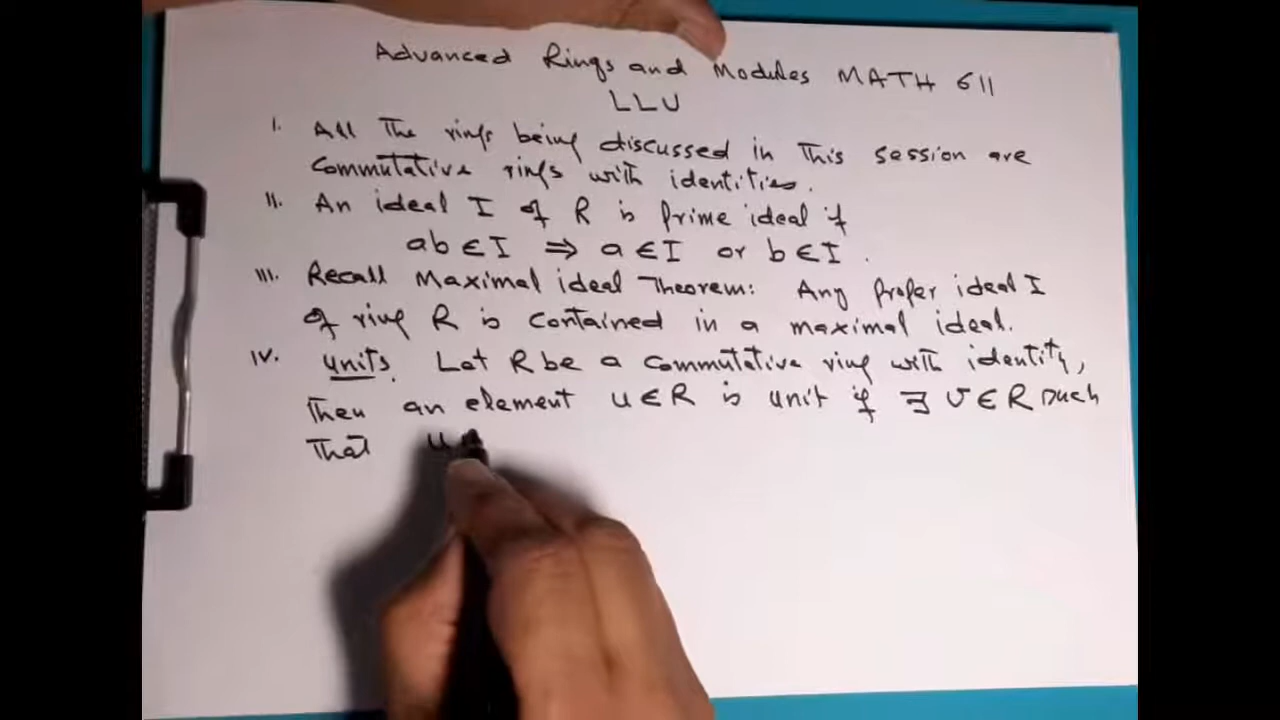 Advanced Rings and Modules MATH 611
LLU
I. All The rings being discussed in This session are
commutative rings with identities.
II. An ideal I of R is prime ideal if
ab ∈ I ⇒ a ∈ I or b ∈ I.
III. Recall Maximal ideal Theorem: Any proper ideal I
of ring R is contained in a maximal ideal.
IV. units. Let R be a commutative ring with identity,
Then an element u ∈ R is unit if ∃ v ∈ R such
That u